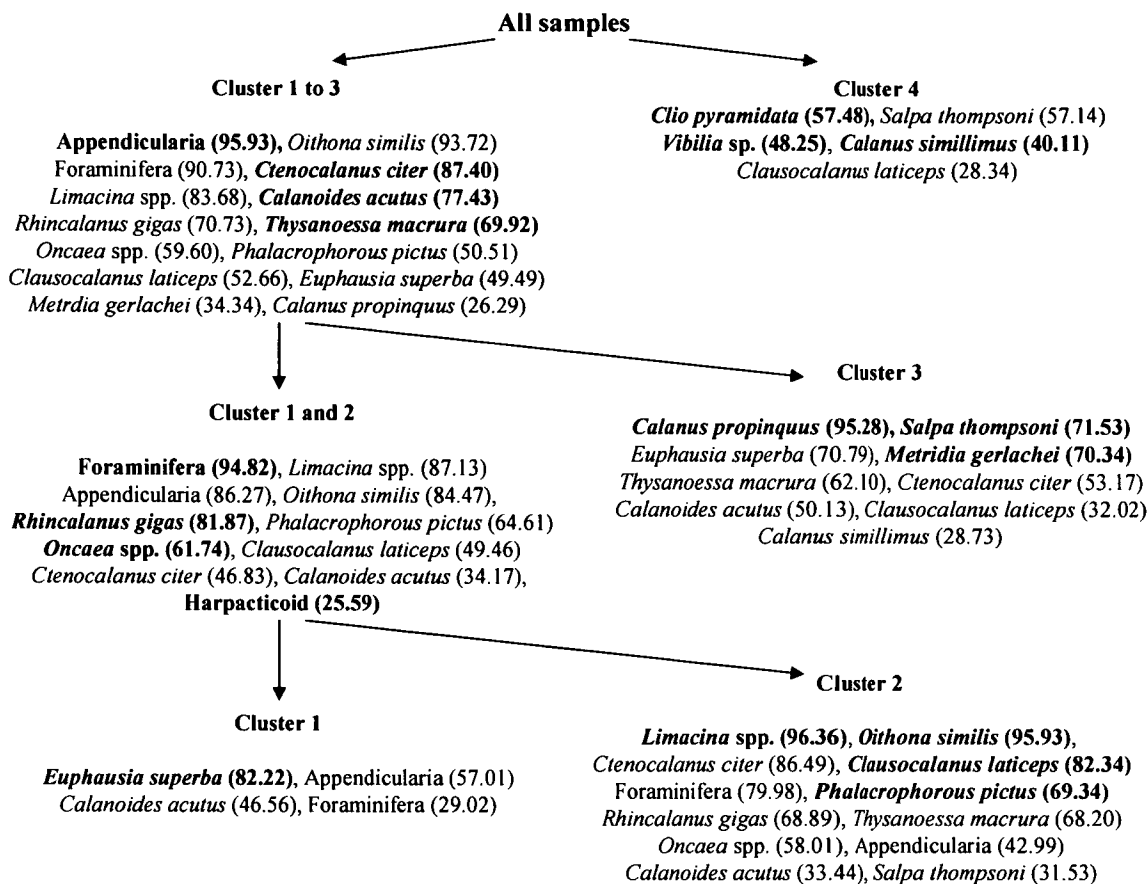 All samples
Cluster 1 to 3
Appendicularia (95.93), Oithona similis (93.72)
Foraminifera (90.73), Ctenocalanus citer (87.40)
Limacina spp. (83.68), Calanoides acutus (77.43)
Rhincalanus gigas (70.73), Thysanoessa macrura (69.92)
Oncaea spp. (59.60), Phalacrophorous pictus (50.51)
Clausocalanus laticeps (52.66), Euphausia superba (49.49)
Metrdia gerlachei (34.34), Calanus propinquus (26.29)
Cluster 4
Clio pyramidata (57.48), Salpa thompsoni (57.14)
Vibilia sp. (48.25), Calanus simillimus (40.11)
Clausocalanus laticeps (28.34)
Cluster 1 and 2
Foraminifera (94.82), Limacina spp. (87.13)
Appendicularia (86.27), Oithona similis (84.47),
Rhincalanus gigas (81.87), Phalacrophorous pictus (64.61)
Oncaea spp. (61.74), Clausocalanus laticeps (49.46)
Ctenocalanus citer (46.83), Calanoides acutus (34.17),
Harpacticoid (25.59)
Cluster 3
Calanus propinquus (95.28), Salpa thompsoni (71.53)
Euphausia superba (70.79), Metridia gerlachei (70.34)
Thysanoessa macrura (62.10), Ctenocalanus citer (53.17)
Calanoides acutus (50.13), Clausocalanus laticeps (32.02)
Calanus simillimus (28.73)
Cluster 1
Euphausia superba (82.22), Appendicularia (57.01)
Calanoides acutus (46.56), Foraminifera (29.02)
Cluster 2
Limacina spp. (96.36), Oithona similis (95.93),
Ctenocalanus citer (86.49), Clausocalanus laticeps (82.34)
Foraminifera (79.98), Phalacrophorous pictus (69.34)
Rhincalanus gigas (68.89), Thysanoessa macrura (68.20)
Oncaea spp. (58.01), Appendicularia (42.99)
Calanoides acutus (33.44), Salpa thompsoni (31.53)